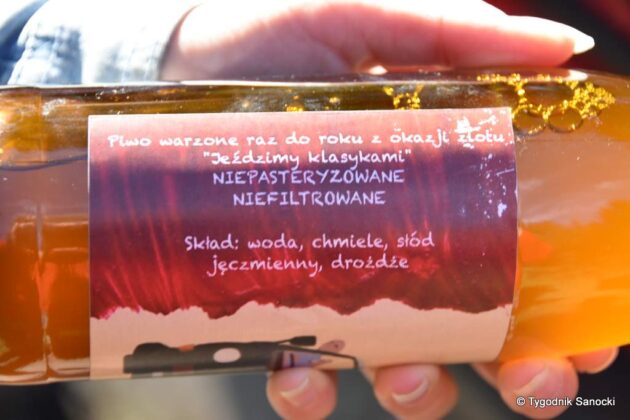 Piwo warzone raz do roku z okazji zlotu
"Jeździmy klasykami"
NIEPASTERYZOWANE
NIEFILTROWANE
Skład: woda, chmiele, słód
jęczmienny, drożdże
© Tygodnik Sanocki